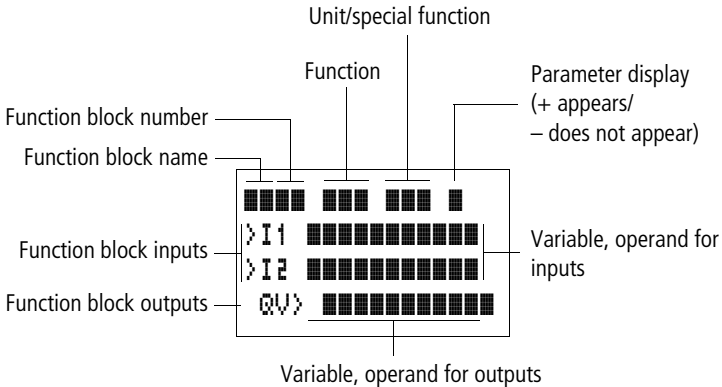 Unit/special function
Function
Parameter display
(+ appears/
– does not appear)
Function block number
Function block name
>I1
Function block inputs
>I2
Variable, operand for
inputs
Function block outputs
QV>
Variable, operand for outputs